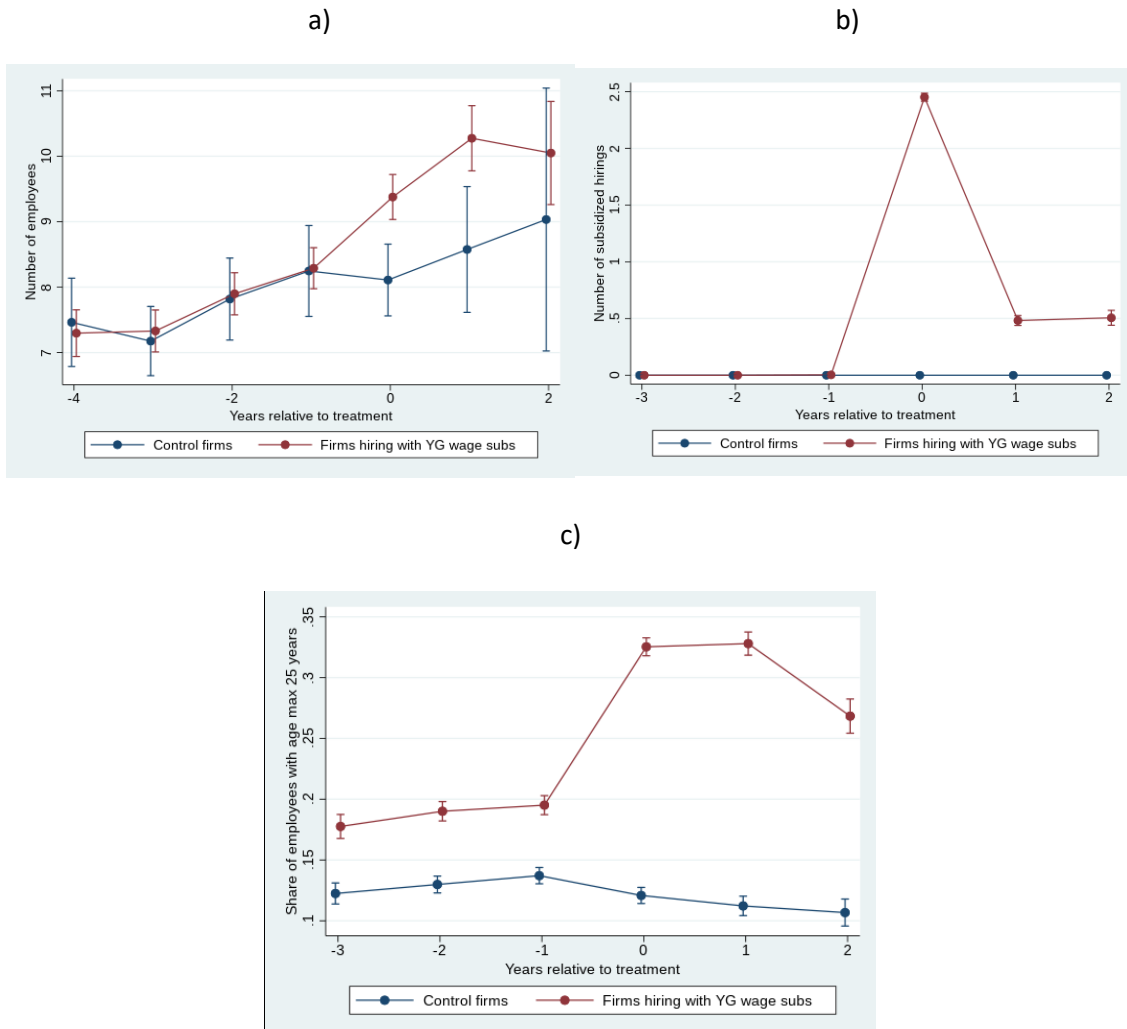 a)
b)
Number of employees
11
10
9
8
7
-4
-2
0
2
Years relative to treatment
Control firms
Firms hiring with YG wage subs
Number of subsidized hirings
2.5
2
1.5
1
.5
0
-3
-2
-1
0
1
2
Years relative to treatment
Control firms
Firms hiring with YG wage subs
c)
Share of employees with age max 25 years
.35
.3
.25
.2
.15
.1
-3
-2
-1
0
1
2
Years relative to treatment
Control firms
Firms hiring with YG wage subs